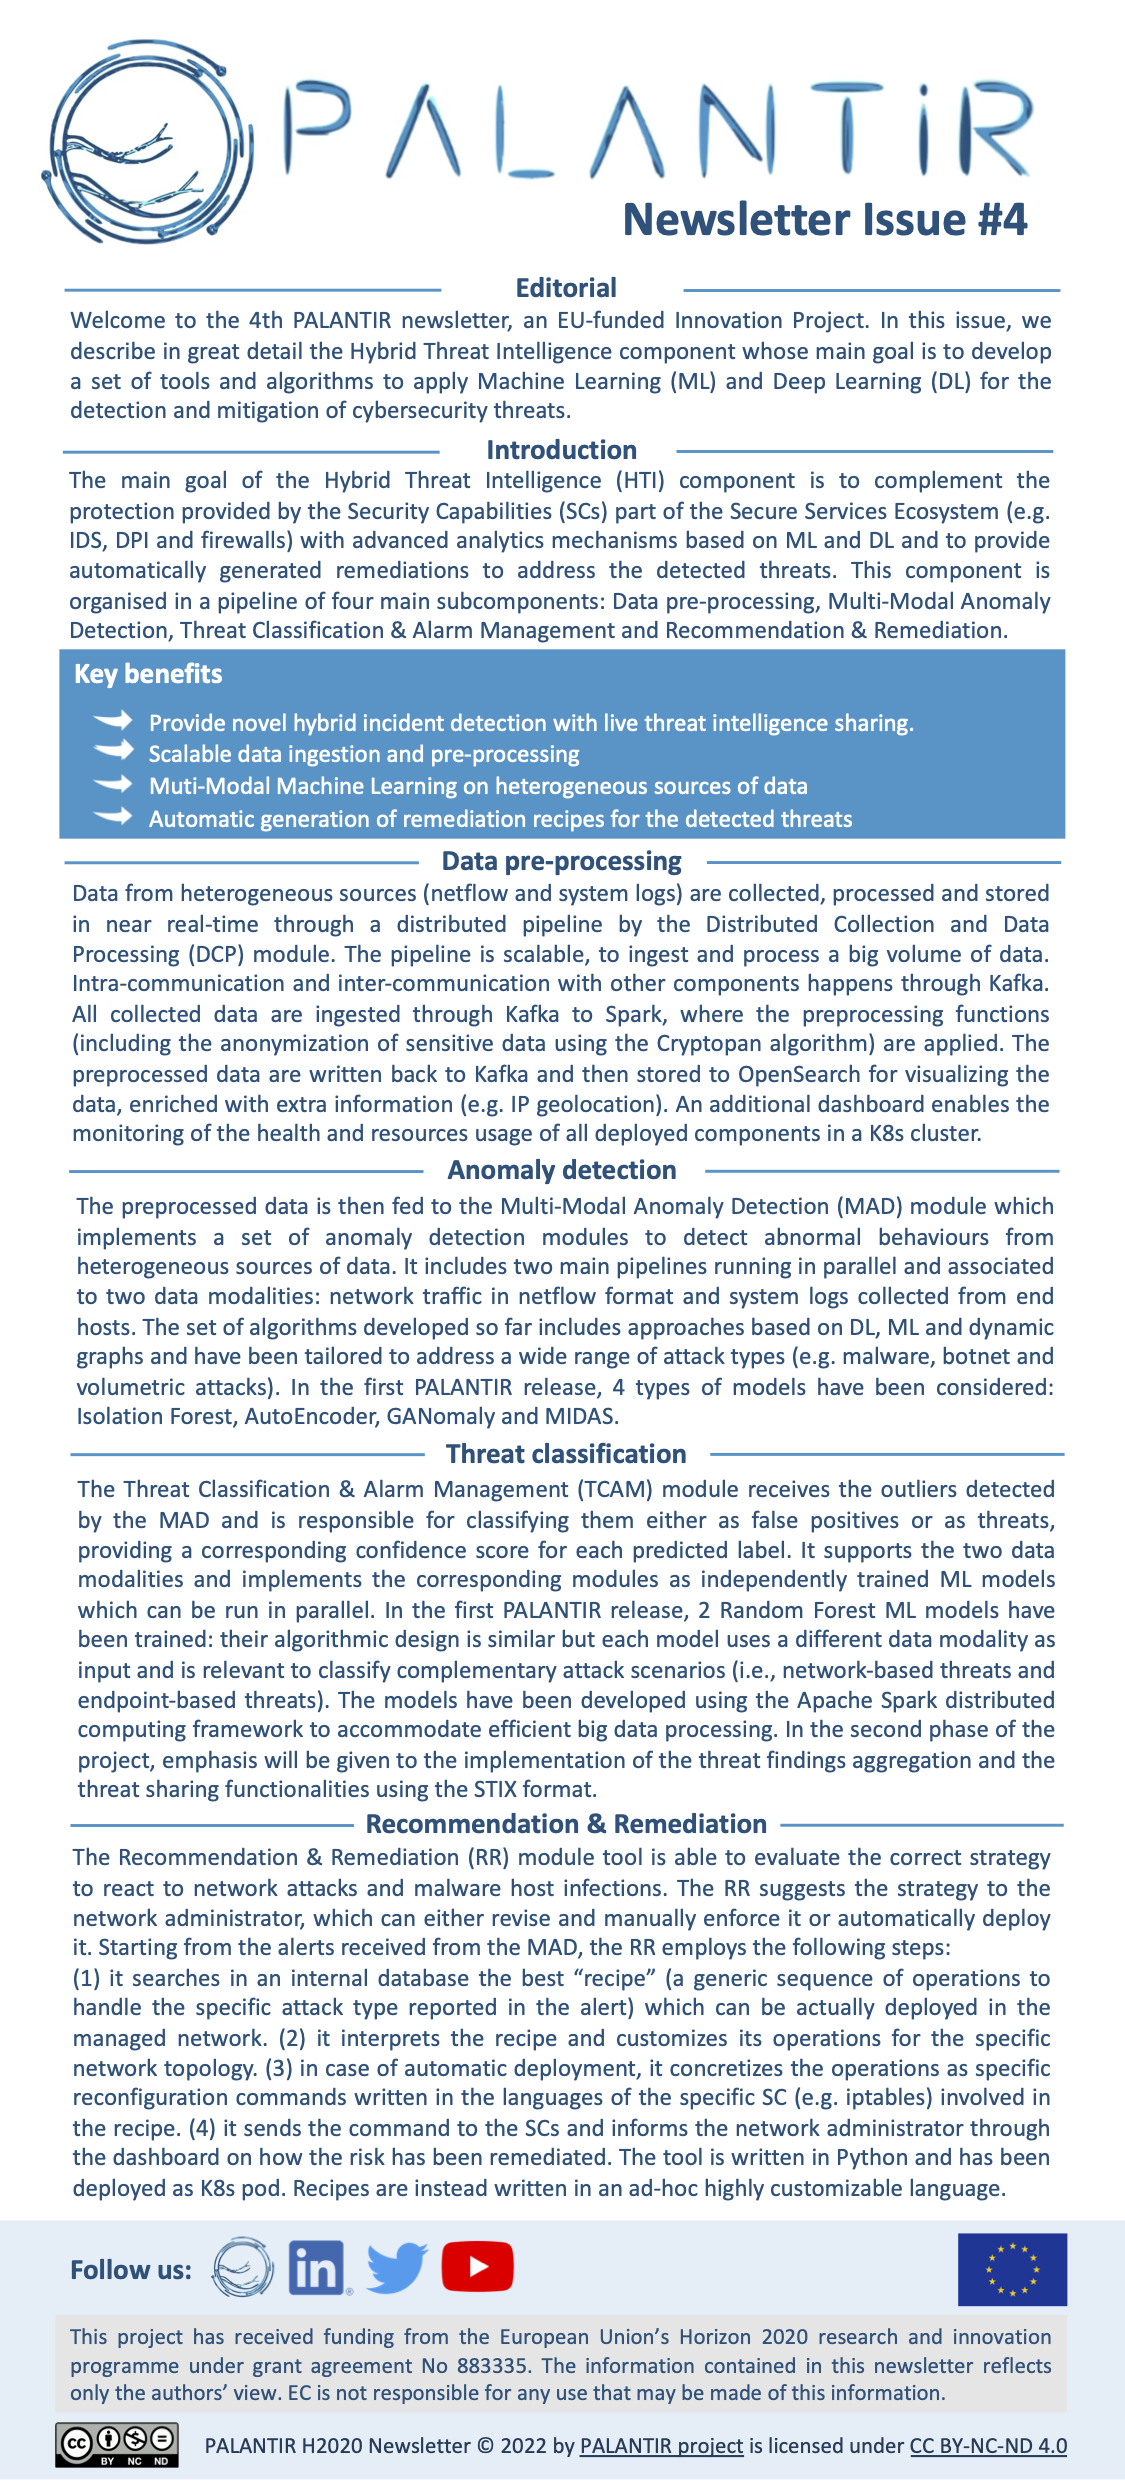 PALANTiR
Newsletter Issue #4
Editorial
Welcome to the 4th PALANTIR newsletter, an EU-funded Innovation Project. In this issue, we
describe in great detail the Hybrid Threat Intelligence component whose main goal is to develop
a set of tools and algorithms to apply Machine Learning (ML) and Deep Learning (DL) for the
detection and mitigation of cybersecurity threats.
Introduction
The main goal of the Hybrid Threat Intelligence (HTI) component is to complement the
protection provided by the Security Capabilities (SCs) part of the Secure Services Ecosystem (e.g.
IDS, DPI and firewalls) with advanced analytics mechanisms based on ML and DL and to provide
automatically generated remediations to address the detected threats. This component is
organised in a pipeline of four main subcomponents: Data pre-processing, Multi-Modal Anomaly
Detection, Threat Classification & Alarm Management and Recommendation & Remediation.
Key benefits
Provide novel hybrid incident detection with live threat intelligence sharing.
Scalable data ingestion and pre-processing
Muti-Modal Machine Learning on heterogeneous sources of data
Automatic generation of remediation recipes for the detected threats
Data pre-processing
Data from heterogeneous sources (netflow and system logs) are collected, processed and stored
in near real-time through a distributed pipeline by the Distributed Collection and Data
Processing (DCP) module. The pipeline is scalable, to ingest and process a big volume of data.
Intra-communication and inter-communication with other components happens through Kafka.
All collected data are ingested through Kafka to Spark, where the preprocessing functions
(including the anonymization of sensitive data using the Cryptopan algorithm) are applied. The
preprocessed data are written back to Kafka and then stored to OpenSearch for visualizing the
data, enriched with extra information (e.g. IP geolocation). An additional dashboard enables the
monitoring of the health and resources usage of all deployed components in a K8s cluster.
Anomaly detection
The preprocessed data is then fed to the Multi-Modal Anomaly Detection (MAD) module which
implements a set of anomaly detection modules to detect abnormal behaviours from
heterogeneous sources of data. It includes two main pipelines running in parallel and associated
to two data modalities: network traffic in netflow format and system logs collected from end
hosts. The set of algorithms developed so far includes approaches based on DL, ML and dynamic
graphs and have been tailored to address a wide range of attack types (e.g. malware, botnet and
volumetric attacks). In the first PALANTIR release, 4 types of models have been considered:
Isolation Forest, AutoEncoder, GANomaly and MIDAS.
Threat classification
The Threat Classification & Alarm Management (TCAM) module receives the outliers detected
by the MAD and is responsible for classifying them either as false positives or as threats,
providing a corresponding confidence score for each predicted label. It supports the two data
modalities and implements the corresponding modules as independently trained ML models
which can be run in parallel. In the first PALANTIR release, 2 Random Forest ML models have
been trained: their algorithmic design is similar but each model uses a different data modality as
input and is relevant to classify complementary attack scenarios (i.e., network-based threats and
endpoint-based threats). The models have been developed using the Apache Spark distributed
computing framework to accommodate efficient big data processing. In the second phase of the
project, emphasis will be given to the implementation of the threat findings aggregation and the
threat sharing functionalities using the STIX format.
Recommendation & Remediation
The Recommendation & Remediation (RR) module tool is able to evaluate the correct strategy
to react to network attacks and malware host infections. The RR suggests the strategy to the
network administrator, which can either revise and manually enforce it or automatically deploy
it. Starting from the alerts received from the MAD, the RR employs the following steps:
(1) it searches in an internal database the best “recipe” (a generic sequence of operations to
handle the specific attack type reported in the alert) which can be actually deployed in the
managed network. (2) it interprets the recipe and customizes its operations for the specific
network topology. (3) in case of automatic deployment, it concretizes the operations as specific
reconfiguration commands written in the languages of the specific SC (e.g. iptables) involved in
the recipe. (4) it sends the command to the SCs and informs the network administrator through
the dashboard on how the risk has been remediated. The tool is written in Python and has been
deployed as K8s pod. Recipes are instead written in an ad-hoc highly customizable language.
Follow us:
in®
This project has received funding from the European Union’s Horizon 2020 research and innovation
programme under grant agreement No 883335. The information contained in this newsletter reflects
only the authors’ view. EC is not responsible for any use that may be made of this information.
cc BY NC ND
PALANTIR H2020 Newsletter © 2022 by PALANTIR project is licensed under CC BY-NC-ND 4.0